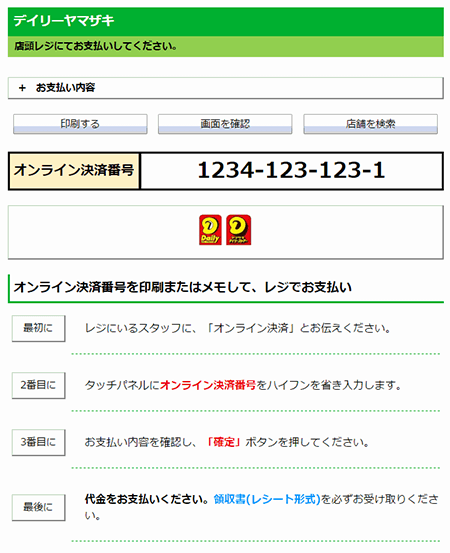 デイリーヤマザキ
店頭レジにてお支払いしてください。
+ お支払い内容
印刷する 画面を確認 店舗を検索
オンライン決済番号 1234-123-123-1
Daily
オンライン決済番号を印刷またはメモして、レジでお支払い
最初に レジにいるスタッフに、「オンライン決済」とお伝えください。
2番目に タッチパネルにオンライン決済番号をハイフンを省き入力します。
3番目に お支払い内容を確認し、「確定」ボタンを押してください。
最後に 代金をお支払いください。領収書(レシート形式)を必ずお受け取りくださ
い。